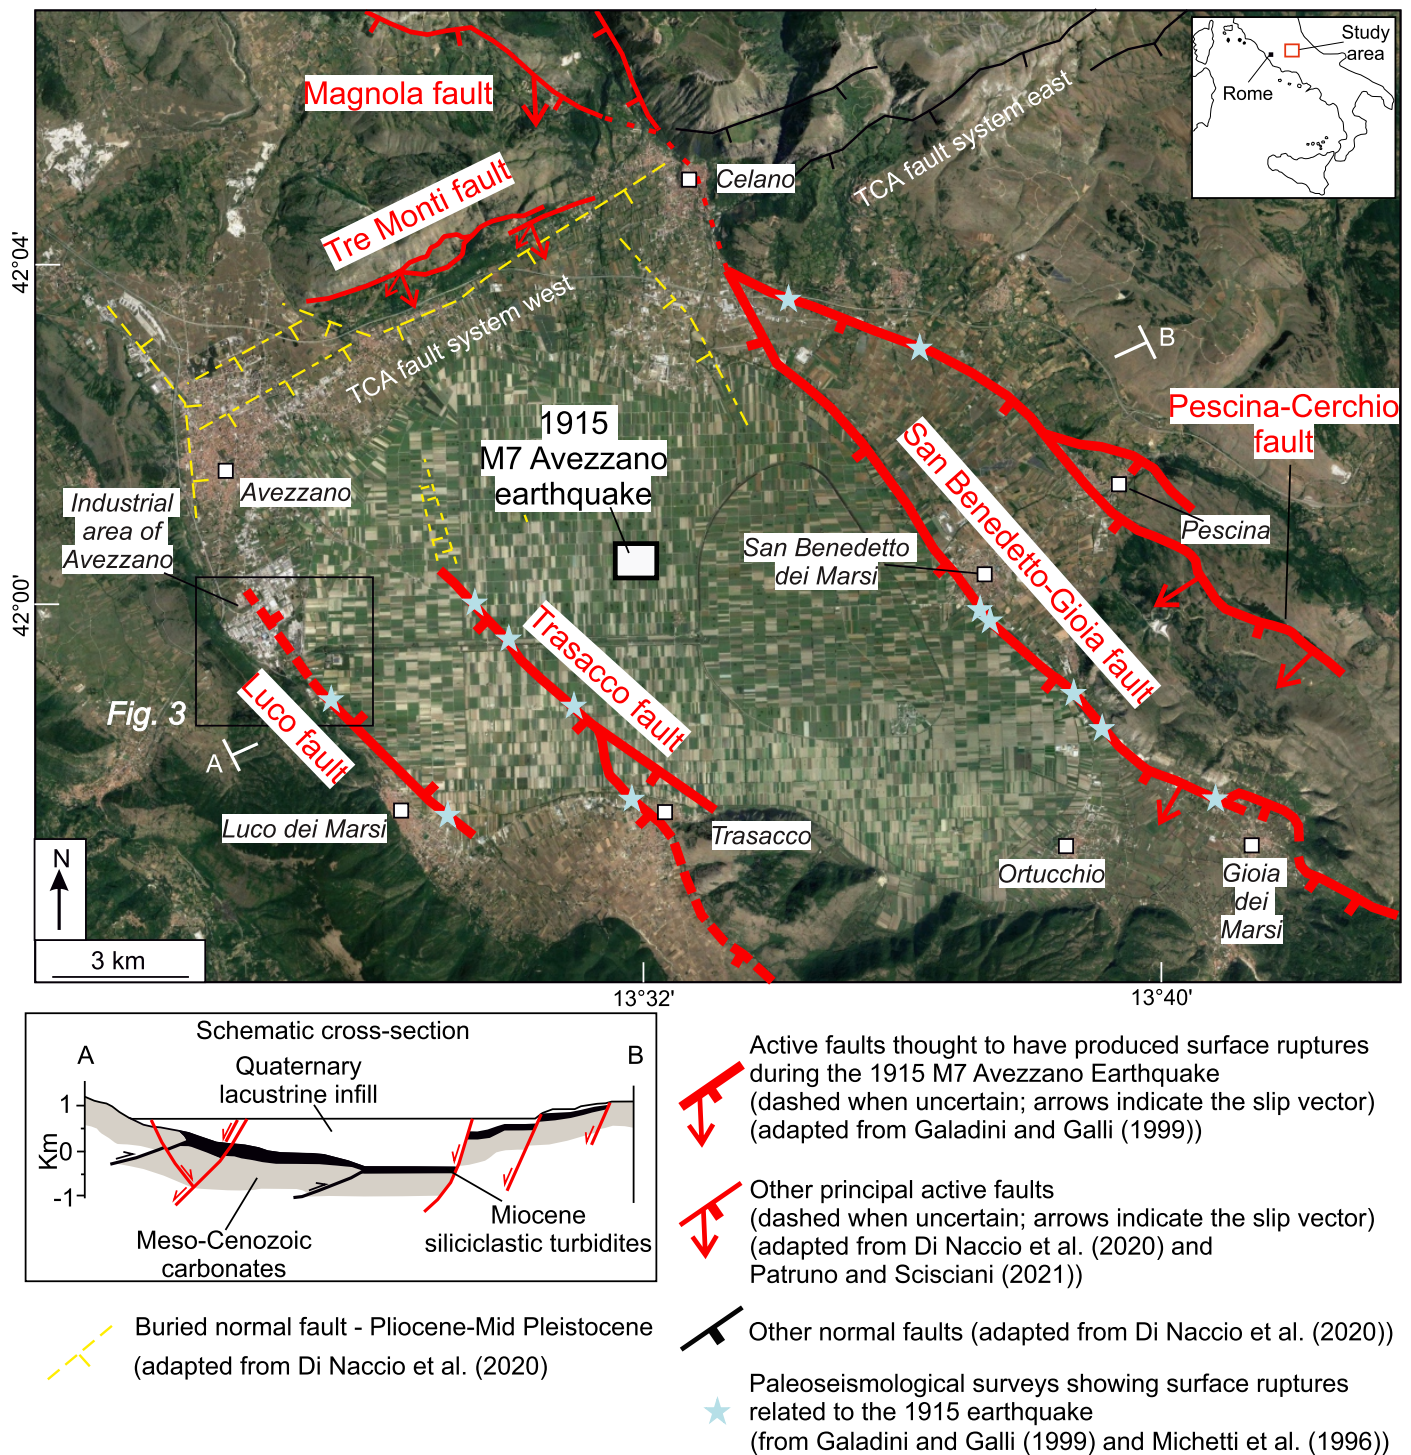 Magnola fault
Study
area
Rome
TCA fault system east
Celano
Tre Monti fault
42°04'
TCA fault system west
B
Pescina-Cerchio
fault
1915
M7 Avezzano
earthquake
San Benedetto-Gioia fault
Avezzano
Industrial
area of
Avezzano
Pescina
San Benedetto
dei Marsi
42°00'
Trasacco fault
Luco fault
Fig. 3
A
Luco dei Marsi
Trasacco
Ortucchio
Gioia
dei
Marsi
N
3 km
13°32'
13°40'
Schematic cross-section
A
B
Quaternary
lacustrine infill
1
0
-1
Km
Miocene
siliciclastic turbidites
Meso-Cenozoic
carbonates
Active faults thought to have produced surface ruptures
during the 1915 M7 Avezzano Earthquake
(dashed when uncertain; arrows indicate the slip vector)
(adapted from Galadini and Galli (1999))
Other principal active faults
(dashed when uncertain; arrows indicate the slip vector)
(adapted from Di Naccio et al. (2020) and
Patruno and Scisciani (2021))
Buried normal fault - Pliocene-Mid Pleistocene
(adapted from Di Naccio et al. (2020)
Other normal faults (adapted from Di Naccio et al. (2020))
Paleoseismological surveys showing surface ruptures
related to the 1915 earthquake
(from Galadini and Galli (1999) and Michetti et al. (1996))